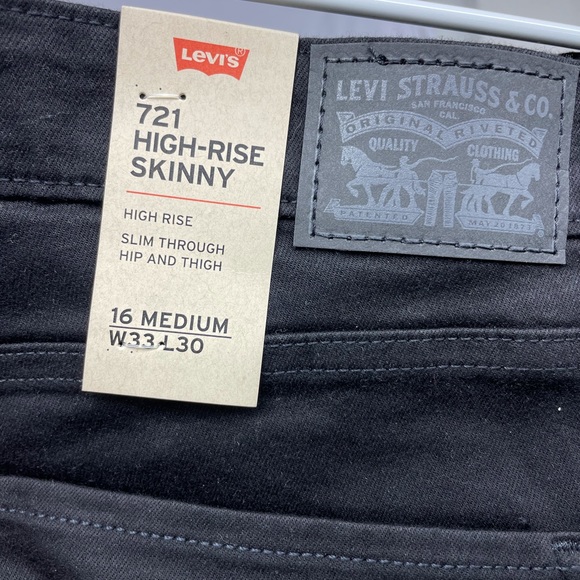 LEVI'S®
721
HIGH-RISE
SKINNY
HIGH RISE
SLIM THROUGH
HIP AND THIGH
16 MEDIUM
W33 L30
LEVI STRAUSS & CO.
SAN FRANCISCO
CAL.
ORIGINAL RIVETED
QUALITY CLOTHING
PATENTED MAY 20 1873